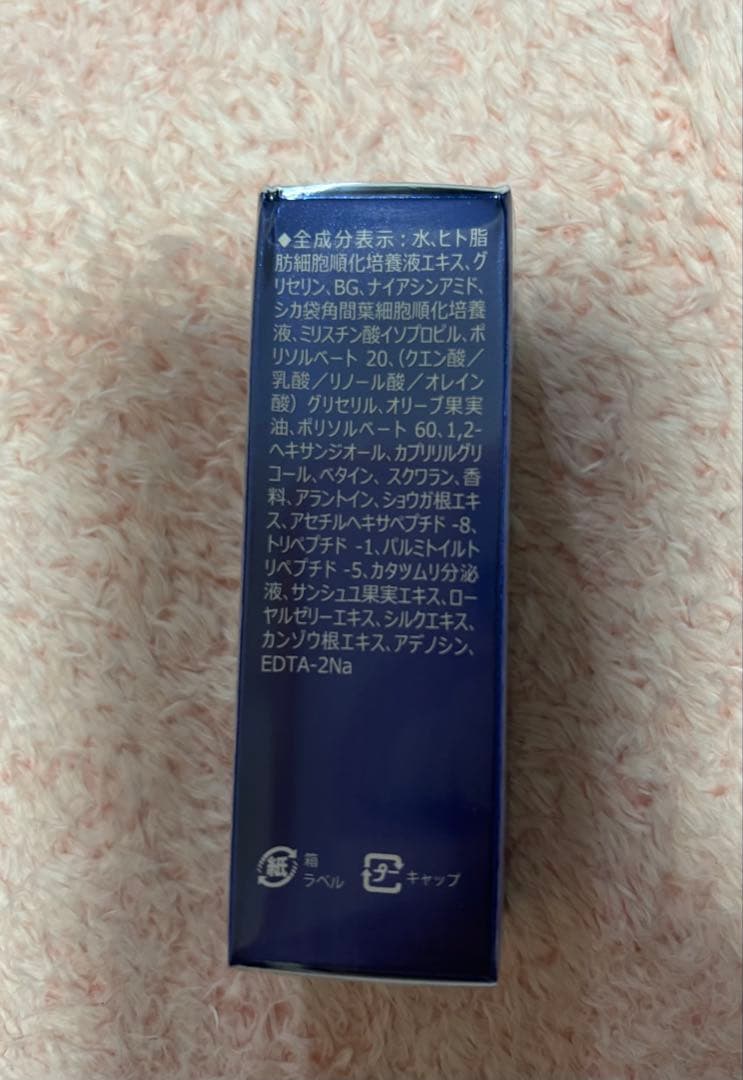 ◆全成分表示：水、ヒト脂
肪細胞順化培養液エキス、グ
リセリン、BG、ナイアシンアミド、
シカ袋角間葉細胞順化培養
液、ミリスチン酸イソプロピル、ポ
リソルベート 20、（クエン酸／
乳酸／リノール酸／オレイン
酸）グリセリル、オリーブ果実
油、ポリソルベート 60、1,2-
ヘキサンジオール、カプリリルグリ
コール、ベタイン、スクワラン、香
料、アラントイン、ショウガ根エキ
ス、アセチルヘキサペプチド -8、
トリペプチド -1、パルミトイルト
リペプチド -5、カタツムリ分泌
液、サンシュユ果実エキス、ロー
ヤルゼリーエキス、シルクエキス、
カンゾウ根エキス、アデノシン、
EDTA-2Na
紙 箱
ラベル
プー キャップ